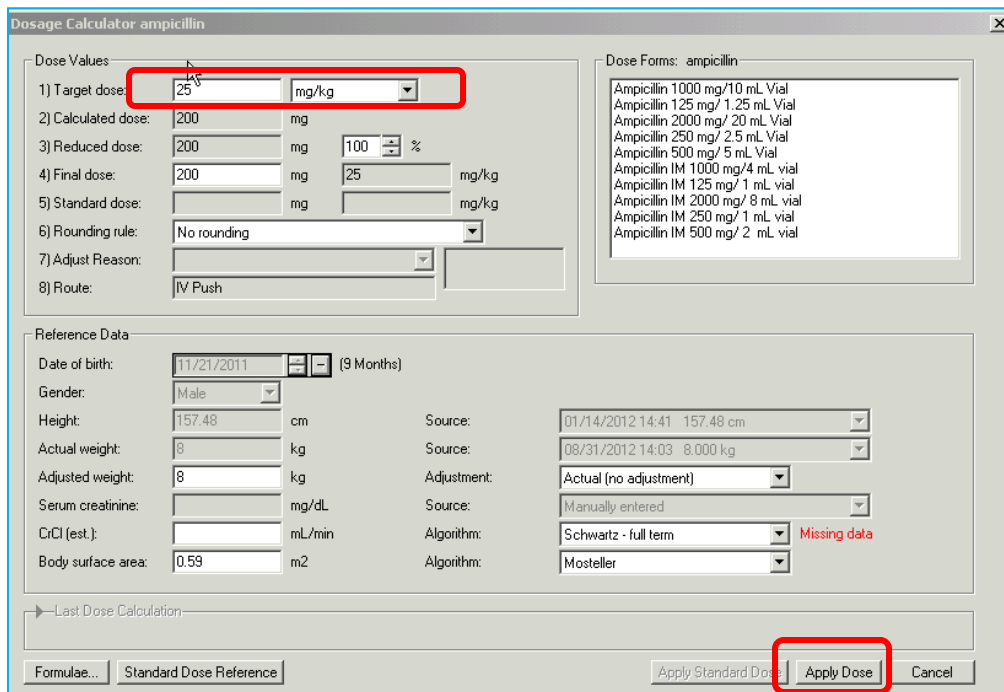 Dosage Calculator ampicillin
Dose Values
1) Target dose: 25 mg/kg
2) Calculated dose: 200 mg
3) Reduced dose: 200 mg 100 %
4) Final dose: 200 mg 25 mg/kg
5) Standard dose: mg mg/kg
6) Rounding rule: No rounding
7) Adjust Reason:
8) Route: IV Push
Dose Forms: ampicillin
Ampicillin 1000 mg/10 mL Vial
Ampicillin 125 mg/ 1.25 mL Vial
Ampicillin 2000 mg/ 20 mL Vial
Ampicillin 250 mg/ 2.5 mL Vial
Ampicillin 500 mg/ 5 mL Vial
Ampicillin IM 1000 mg/4 mL vial
Ampicillin IM 125 mg/ 1 mL vial
Ampicillin IM 2000 mg/ 8 mL vial
Ampicillin IM 250 mg/ 1 mL vial
Ampicillin IM 500 mg/ 2 mL vial
Reference Data
Date of birth: 11/21/2011 (9 Months)
Gender: Male
Height: 157.48 cm Source: 01/14/2012 14:41 157.48 cm
Actual weight: 8 kg Source: 08/31/2012 14:03 8.000 kg
Adjusted weight: 8 kg Adjustment: Actual (no adjustment)
Serum creatinine: mg/dL Source: Manually entered
CrCl (est.): mL/min Algorithm: Schwartz - full term Missing data
Body surface area: 0.59 m2 Algorithm: Mosteller
Last Dose Calculation
Formulae... Standard Dose Reference Apply Standard Dose Apply Dose Cancel